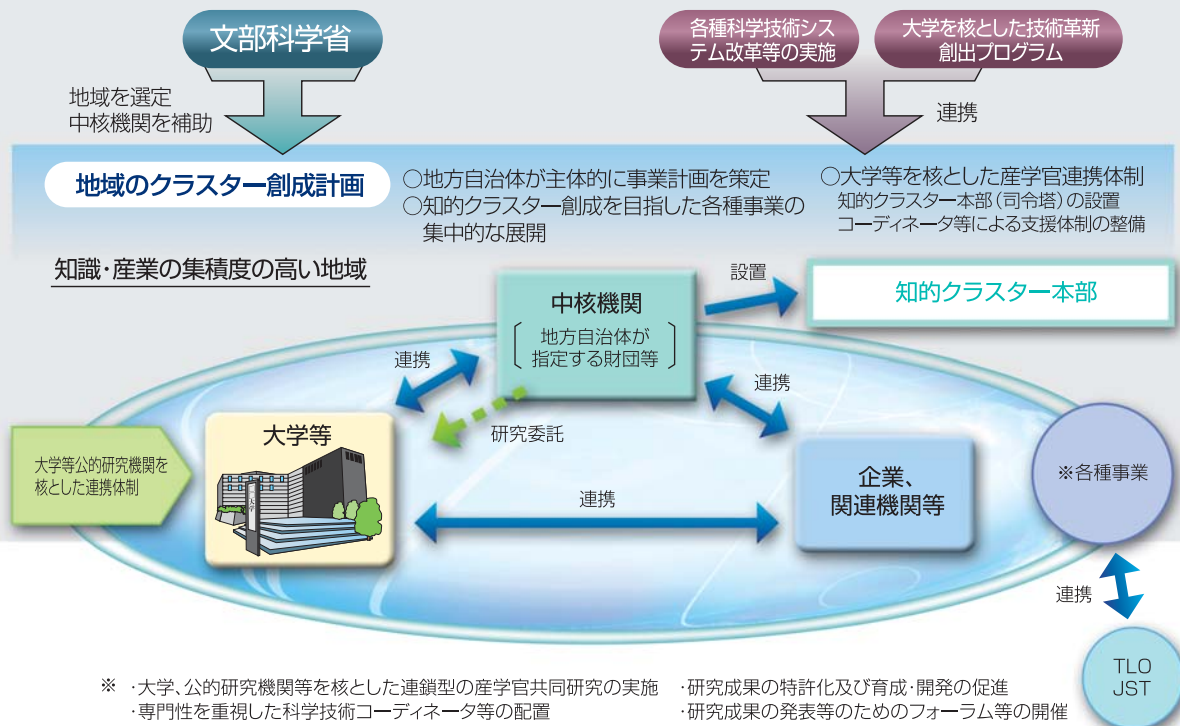 文部科学省
各種科学技術シス
テム改革等の実施
大学を核とした技術革新
創出プログラム
地域を選定
中核機関を補助
連携
地域のクラスター創成計画
○地方自治体が主体的に事業計画を策定
○知的クラスター創成を目指した各種事業の
集中的な展開
○大学等を核とした産学官連携体制
知的クラスター本部(司令塔)の設置
コーディネータ等による支援体制の整備
知識・産業の集積度の高い地域
中核機関
地方自治体が
指定する財団等
設置
知的クラスター本部
連携
連携
研究委託
大学等公的研究機関を
核とした連携体制
大学等
大学
連携
企業、
関連機関等
※各種事業
連携
TLO
JST
※ ・大学、公的研究機関等を核とした連鎖型の産学官共同研究の実施
・専門性を重視した科学技術コーディネータ等の配置
・研究成果の特許化及び育成・開発の促進
・研究成果の発表等のためのフォーラム等の開催